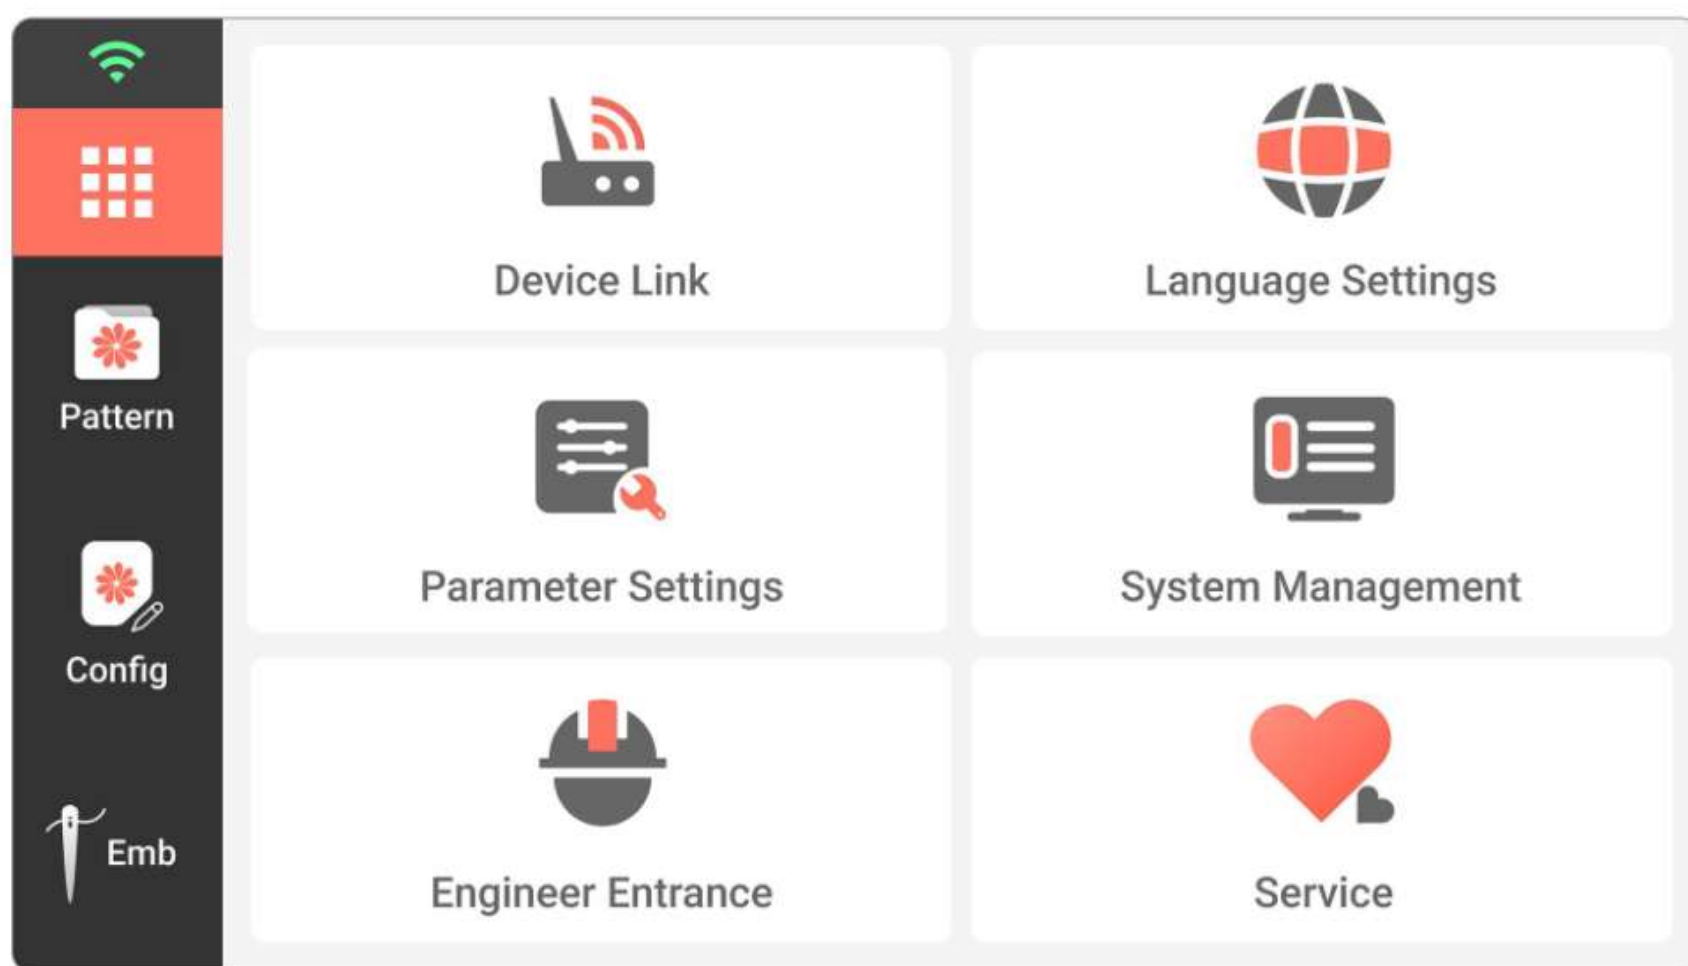 Pattern
Config
Emb
Device Link
Language Settings
Parameter Settings
System Management
Engineer Entrance
Service